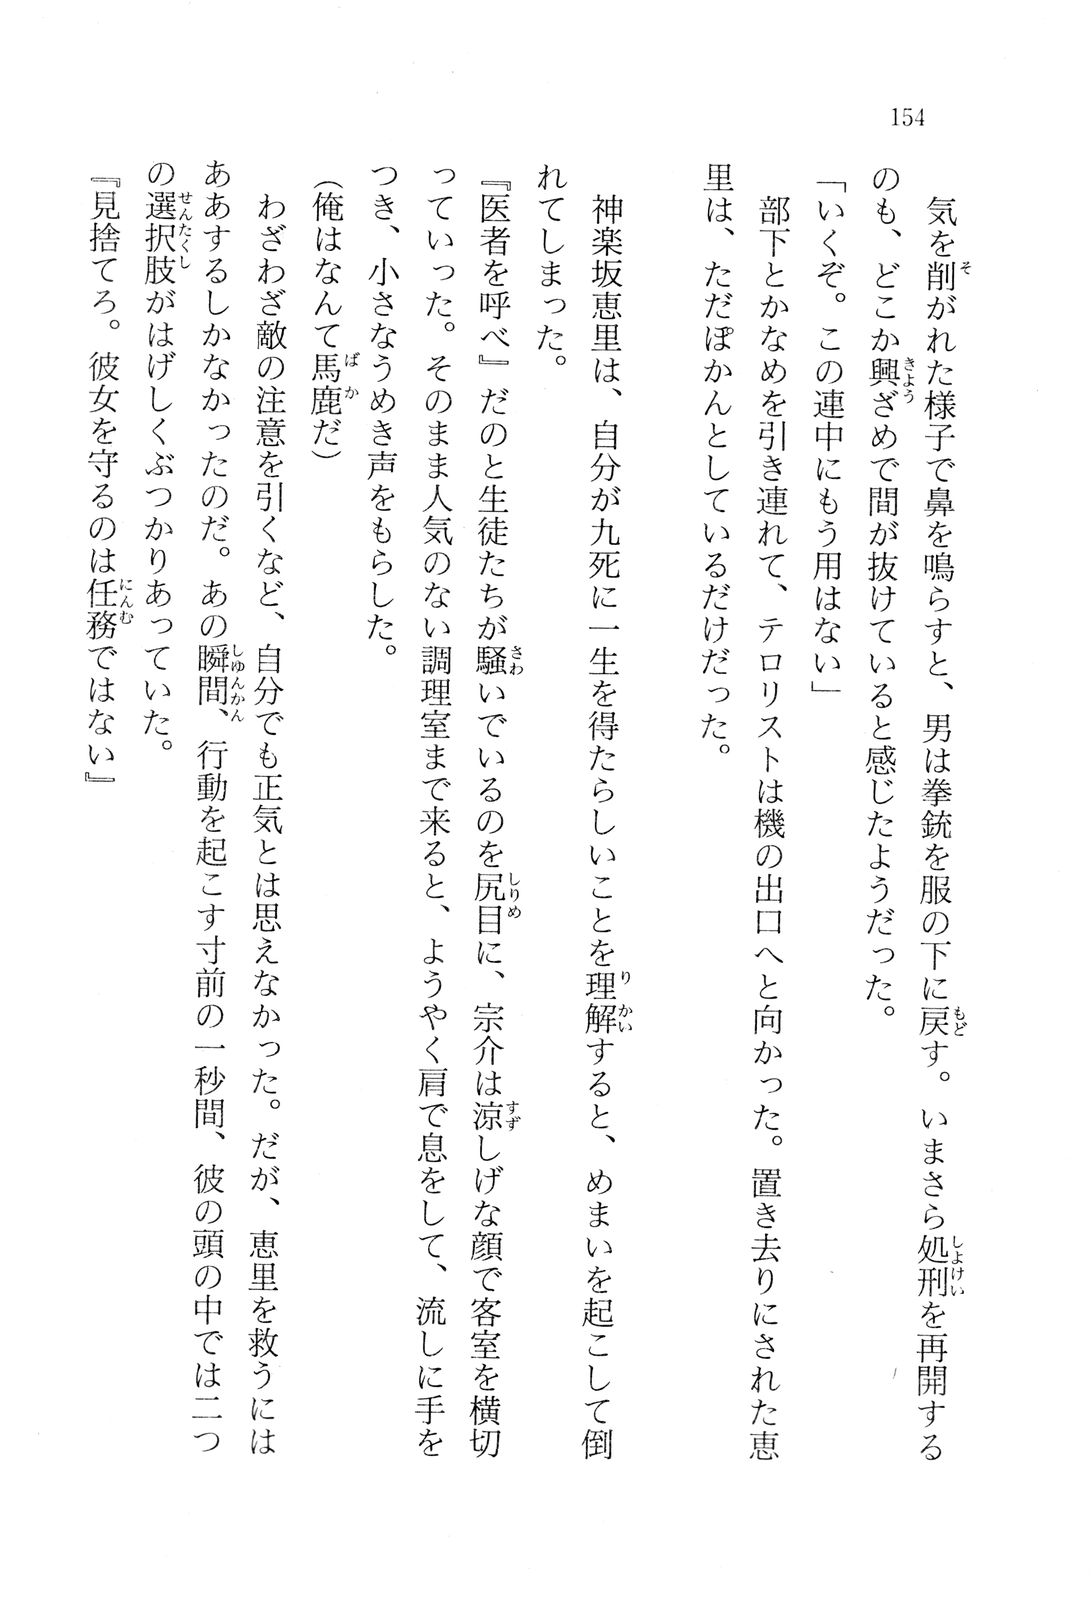 154
　気を削がれた様子で鼻を鳴らすと、男は拳銃を服の下に戻す。いまさら処刑を再開する
のも、どこか興ざめで間が抜けていると感じたようだった。
「いくぞ。この連中にもう用はない」
　部下とかなめを引き連れて、テロリストは機の出口へと向かった。置き去りにされた恵
里は、ただぽかんとしているだけだった。
　神楽坂恵里は、自分が九死に一生を得たらしいことを理解すると、めまいを起こして倒
れてしまった。
『医者を呼べ』だのと生徒たちが騒いでいるのを尻目に、宗介は涼しげな顔で客室を横切
っていった。そのまま人気のない調理室まで来ると、ようやく肩で息をして、流しに手を
つき、小さなうめき声をもらした。
（俺はなんて馬鹿だ）
　わざわざ敵の注意を引くなど、自分でも正気とは思えなかった。だが、恵里を救うには
ああするしかなかったのだ。あの瞬間、行動を起こす寸前の一秒間、彼の頭の中では二つ
の選択肢がはげしくぶつかりあっていた。
『見捨てろ。彼女を守るのは任務ではない』